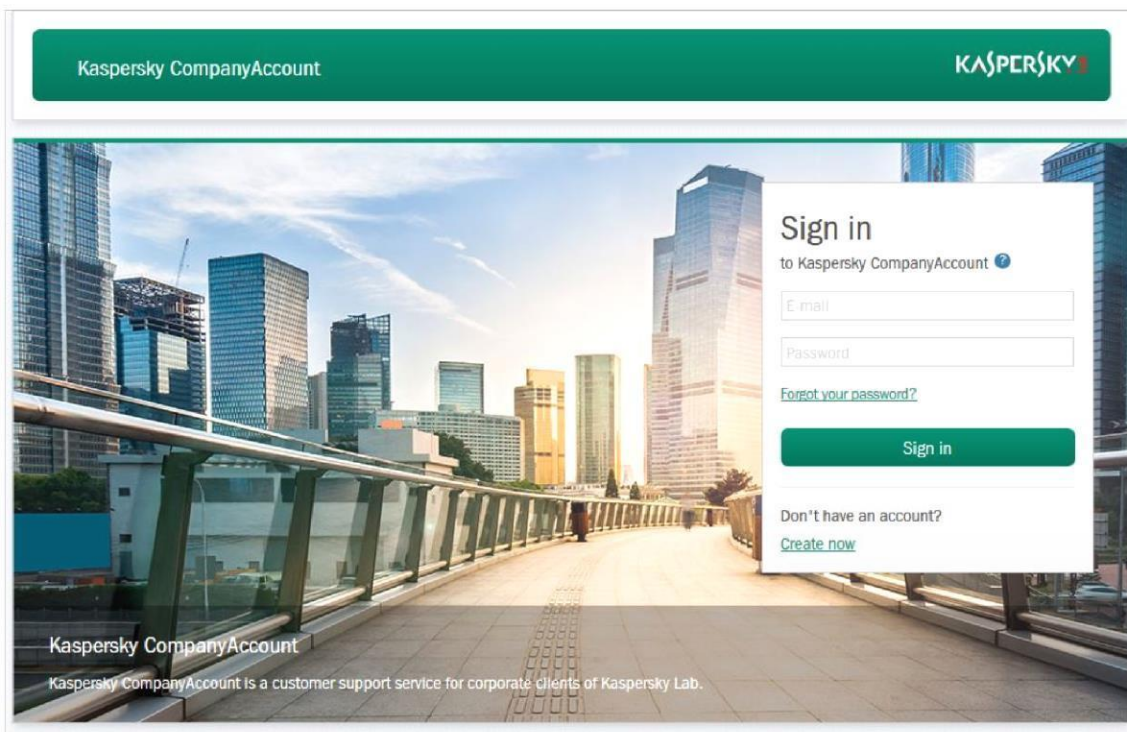 Kaspersky CompanyAccount
KASPERSKY
Sign in
to Kaspersky CompanyAccount ?
E-mail
Password
Forgot your password?
Sign in
Don't have an account?
Create now
Kaspersky CompanyAccount
Kaspersky CompanyAccount is a customer support service for corporate clients of Kaspersky Lab.